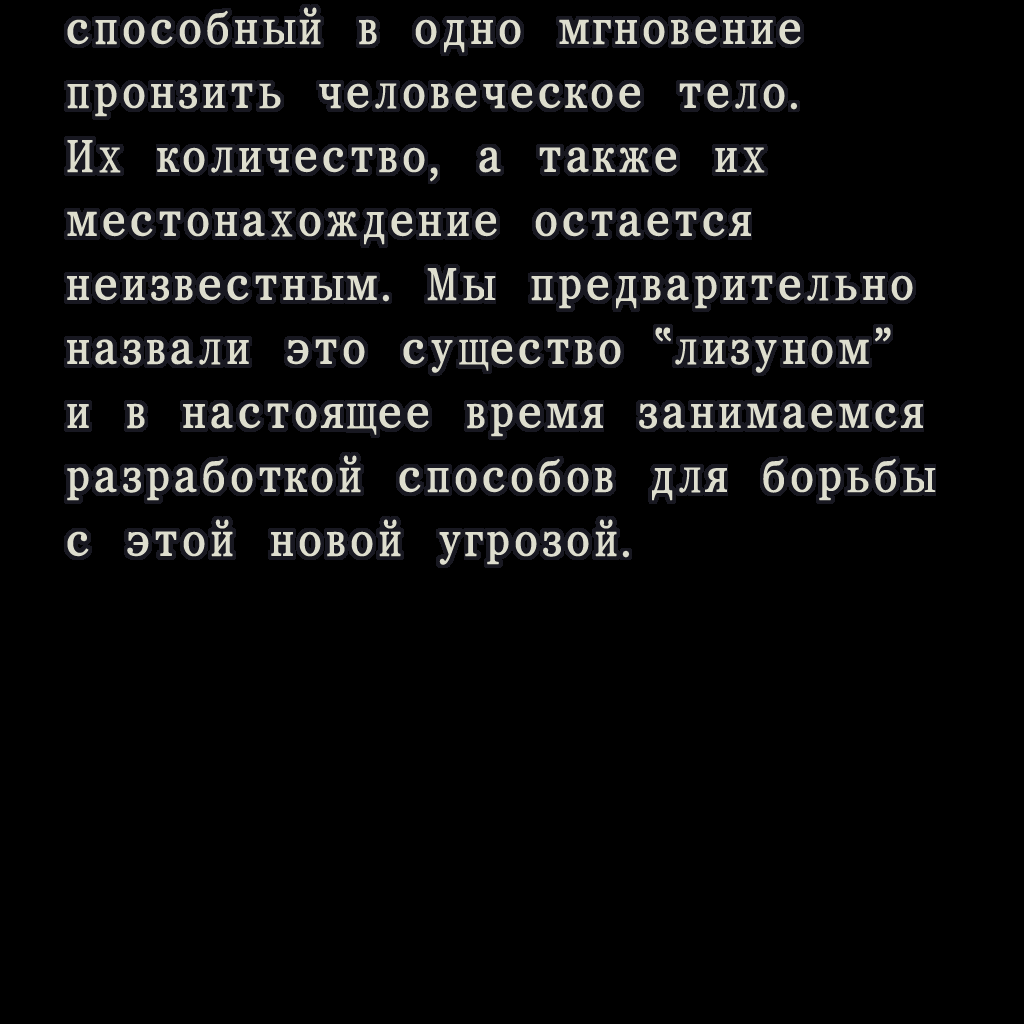 способный в одно мгновение
пронзить человеческое тело.
Их количество, а также их
местонахождение остается
неизвестным. Мы предварительно
назвали это существо “лизуном”
и в настоящее время занимаемся
разработкой способов для борьбы
с этой новой угрозой.